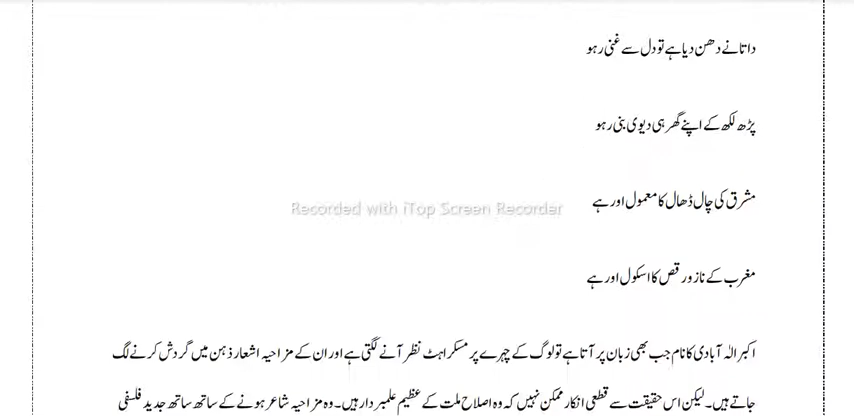 داتا نے دھن دیا ہے تو دل سے غنی رہو
پڑھ لکھ کے اپنے گھر ہی دیوی بنی رہو
مشرق کی چال ڈھال کا معمول اور ہے
Recorded with iTop Screen Recorder
مغرب کے ناز و رقص کا اسکول اور ہے
اکبر الہ آبادی کا نام جب بھی زبان پر آتا ہے تو لوگ کے چہرے پر مسکراہٹ نظر آنے لگتی ہے اور ان کے مزاحیہ اشعار ذہن میں گردش کرنے لگ
جاتے ہیں۔ لیکن اس حقیقت سے قطعی انکار ممکن نہیں کہ وہ اصلاح ملت کے عظیم علمبردار ہیں۔ وہ مزاحیہ شاعر ہونے کے ساتھ ساتھ جدید فلسفی